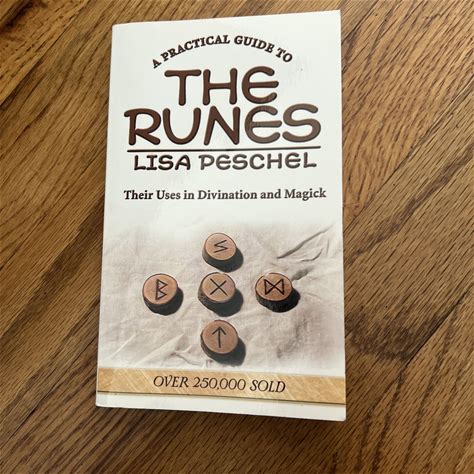 A PRACTICAL GUIDE TO
THE
RUNES
LISA PESCHEL
Their Uses in Divination and Magick
ᛊ
ᛒ ᚷ ᛞ
ᛏ
OVER 250,000 SOLD